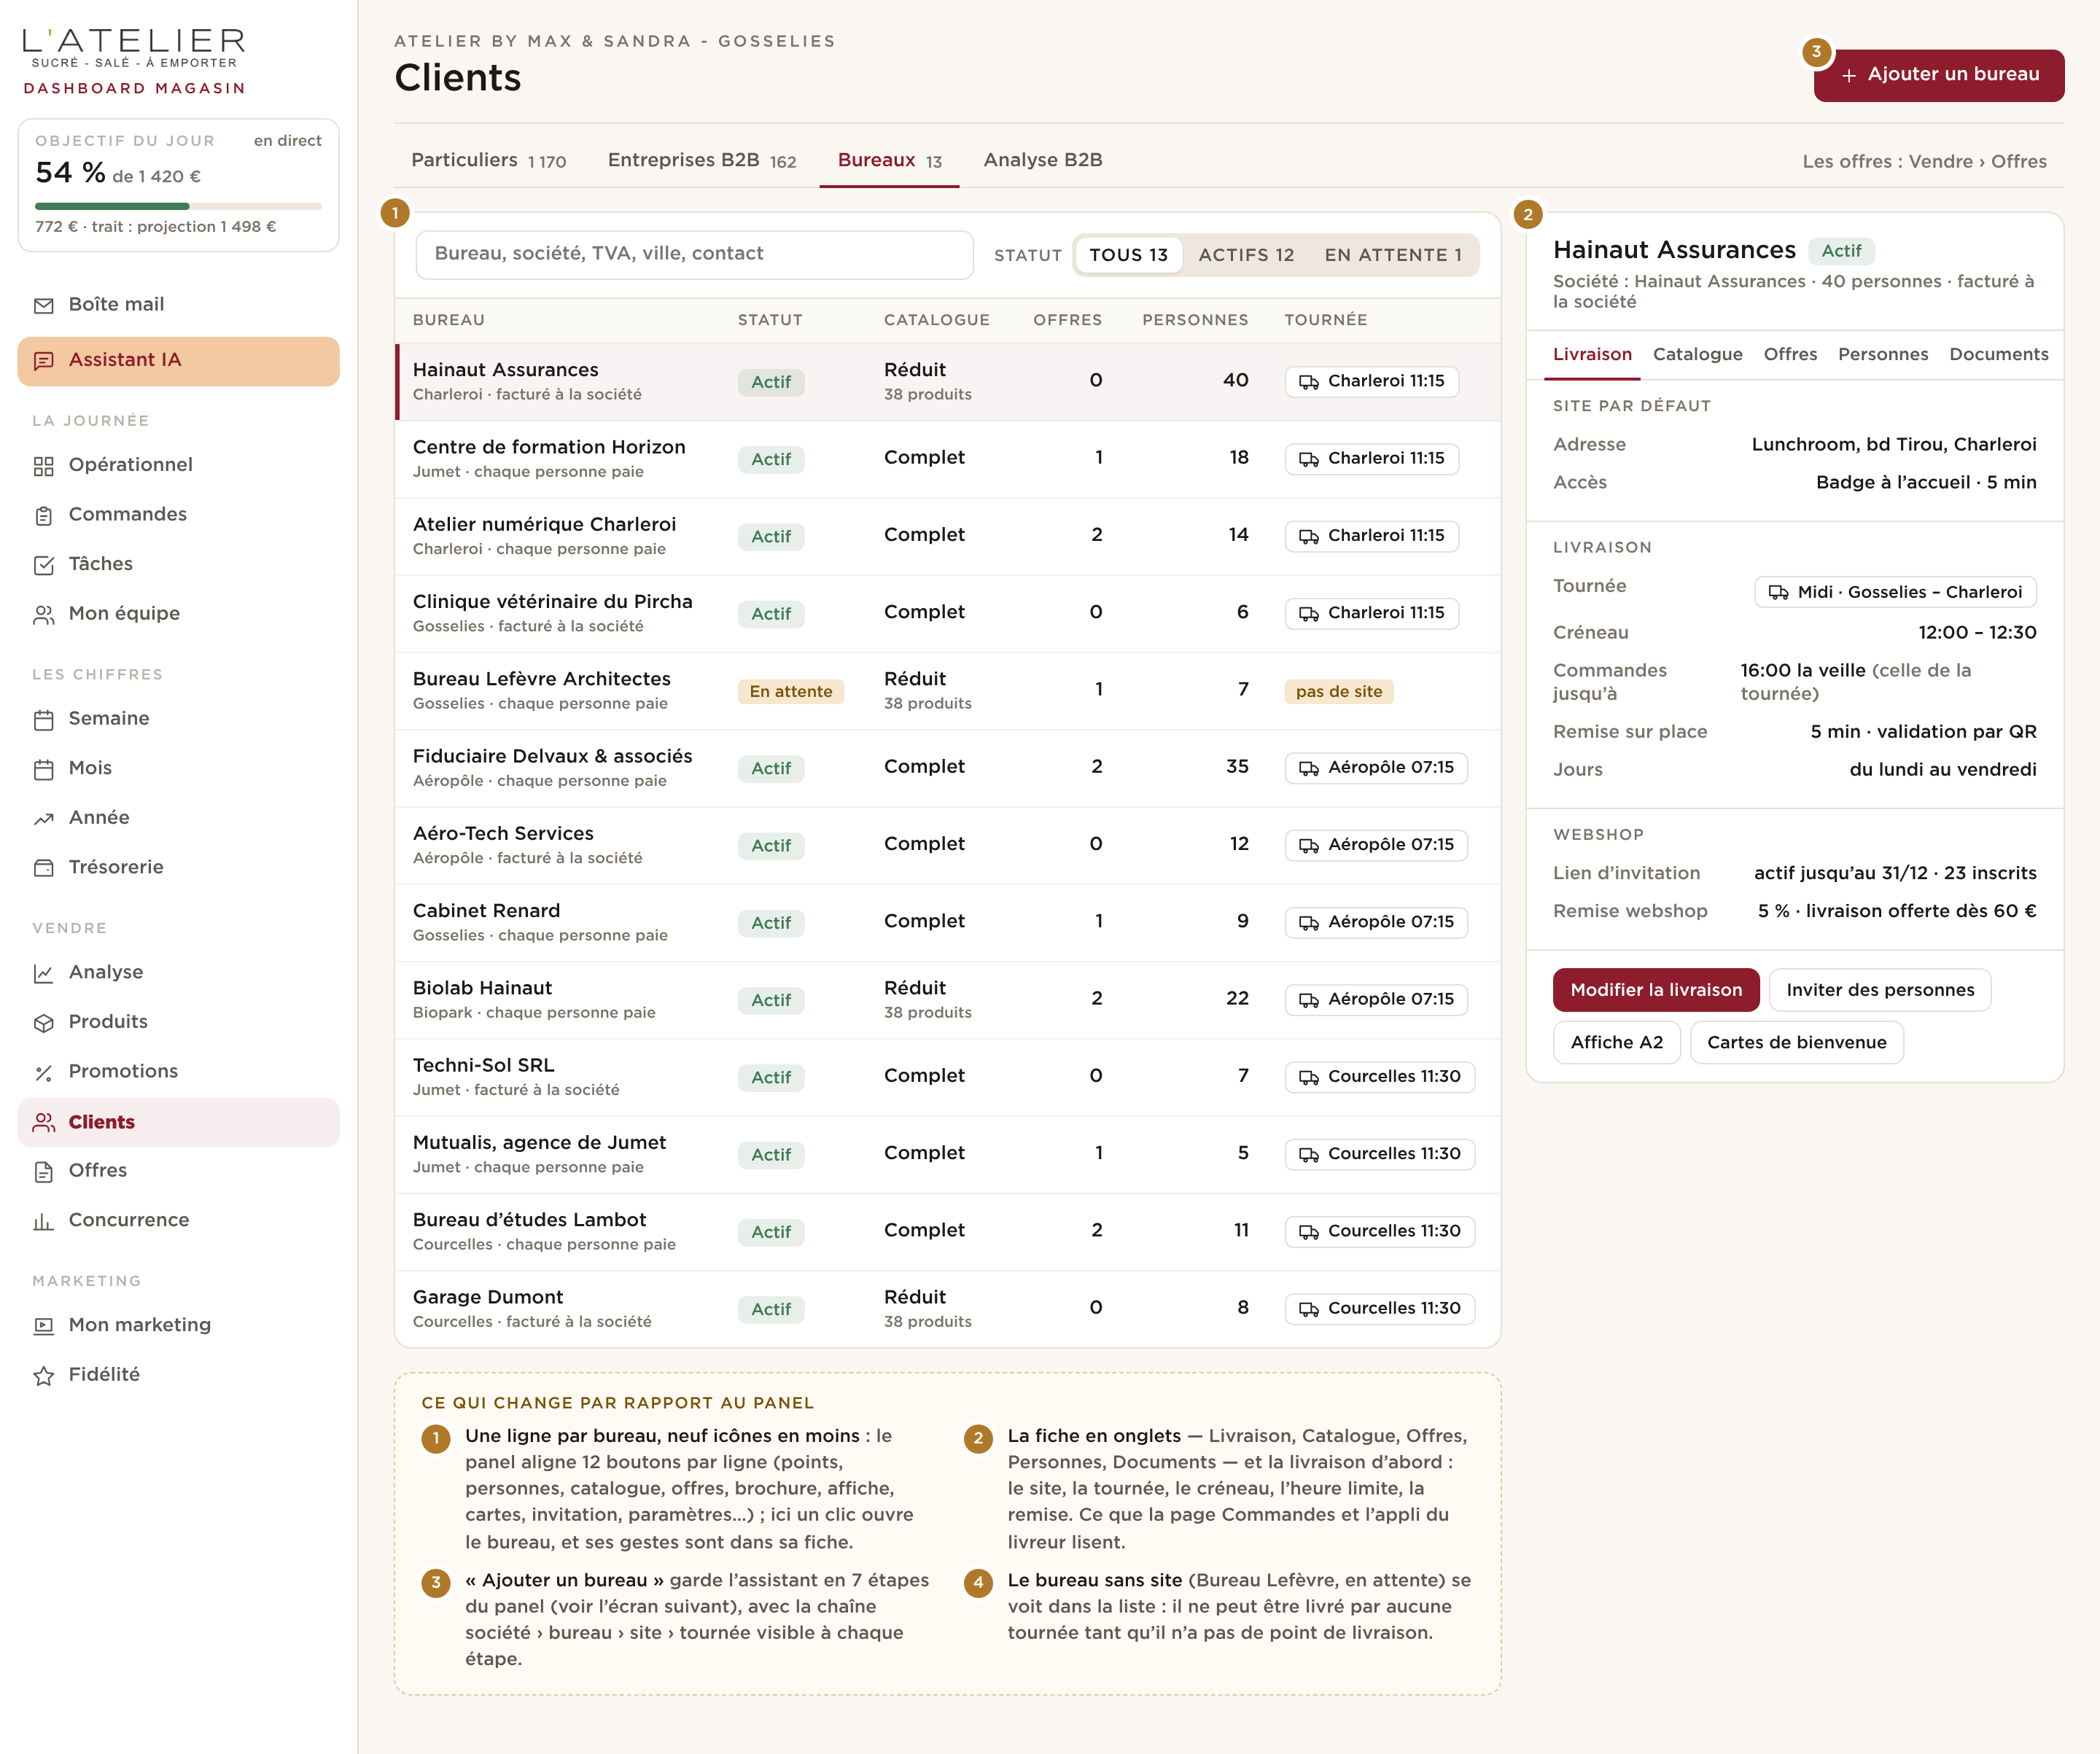 L'ATELIER
SUCRÉ - SALÉ - Á EMPORTER
DASHBOARD MAGASIN
OBJECTIF DU JOUR en direct
54 % de 1 420 €
772 € · trait : projection 1 498 €
Boîte mail
Assistant IA
LA JOURNÉE
Opérationnel
Commandes
Tâches
Mon équipe
LES CHIFFRES
Semaine
Mois
Année
Trésorerie
VENDRE
Analyse
Produits
Promotions
Clients
Offres
Concurrence
MARKETING
Mon marketing
Fidélité
ATELIER BY MAX & SANDRA - GOSSELIES
Clients
3
+ Ajouter un bureau
Particuliers 1 170 Entreprises B2B 162 Bureaux 13 Analyse B2B Les offres : Vendre › Offres
1
Bureau, société, TVA, ville, contact STATUT TOUS 13 ACTIFS 12 EN ATTENTE 1
BUREAU STATUT CATALOGUE OFFRES PERSONNES TOURNÉE
Hainaut Assurances Actif Réduit 0 40 Charleroi 11:15
Charleroi · facturé à la société 38 produits
Centre de formation Horizon Actif Complet 1 18 Charleroi 11:15
Jumet · chaque personne paie
Atelier numérique Charleroi Actif Complet 2 14 Charleroi 11:15
Charleroi · chaque personne paie
Clinique vétérinaire du Pircha Actif Complet 0 6 Charleroi 11:15
Gosselies · facturé à la société
Bureau Lefèvre Architectes En attente Réduit 1 7 pas de site
Gosselies · chaque personne paie 38 produits
Fiduciaire Delvaux & associés Actif Complet 2 35 Aéropôle 07:15
Aéropôle · chaque personne paie
Aéro-Tech Services Actif Complet 0 12 Aéropôle 07:15
Aéropôle · facturé à la société
Cabinet Renard Actif Complet 1 9 Aéropôle 07:15
Gosselies · chaque personne paie
Biolab Hainaut Actif Réduit 2 22 Aéropôle 07:15
Biopark · chaque personne paie 38 produits
Techni-Sol SRL Actif Complet 0 7 Courcelles 11:30
Jumet · facturé à la société
Mutualis, agence de Jumet Actif Complet 1 5 Courcelles 11:30
Jumet · chaque personne paie
Bureau d’études Lambot Actif Complet 2 11 Courcelles 11:30
Courcelles · chaque personne paie
Garage Dumont Actif Réduit 0 8 Courcelles 11:30
Courcelles · facturé à la société 38 produits
2
Hainaut Assurances Actif
Société : Hainaut Assurances · 40 personnes · facturé à
la société
Livraison Catalogue Offres Personnes Documents
SITE PAR DÉFAUT
Adresse Lunchroom, bd Tirou, Charleroi
Accès Badge à l’accueil · 5 min
LIVRAISON
Tournée Midi · Gosselies – Charleroi
Créneau 12:00 – 12:30
Commandes 16:00 la veille (celle de la
jusqu’à tournée)
Remise sur place 5 min · validation par QR
Jours du lundi au vendredi
WEBSHOP
Lien d’invitation actif jusqu’au 31/12 · 23 inscrits
Remise webshop 5 % · livraison offerte dès 60 €
Modifier la livraison Inviter des personnes
Affiche A2 Cartes de bienvenue
CE QUI CHANGE PAR RAPPORT AU PANEL
1 Une ligne par bureau, neuf icônes en moins : le
panel aligne 12 boutons par ligne (points,
personnes, catalogue, offres, brochure, affiche,
cartes, invitation, paramètres…) ; ici un clic ouvre
le bureau, et ses gestes sont dans sa fiche.
2 La fiche en onglets — Livraison, Catalogue, Offres,
Personnes, Documents — et la livraison d’abord :
le site, la tournée, le créneau, l’heure limite, la
remise. Ce que la page Commandes et l’appli du
livreur lisent.
3 « Ajouter un bureau » garde l’assistant en 7 étapes
du panel (voir l’écran suivant), avec la chaîne
société › bureau › site › tournée visible à chaque
étape.
4 Le bureau sans site (Bureau Lefèvre, en attente) se
voit dans la liste : il ne peut être livré par aucune
tournée tant qu’il n’a pas de point de livraison.